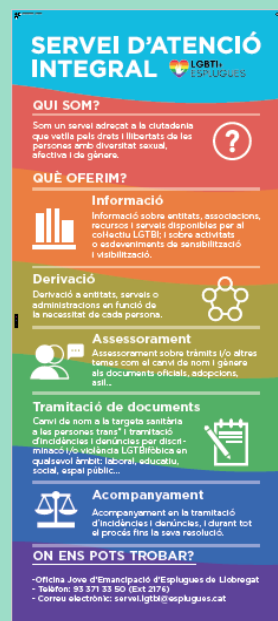 SERVEI D'ATENCIÓ
INTEGRAL LGBTI+
ESPLUGUES
QUI SOM?
Som un servei adreçat a la ciutadania
que vetlla pels drets i llibertats de les
persones amb diversitat sexual,
afectiva i de gènere.
QUÈ OFERIM?
Informació
Informació sobre entitats, associacions,
recursos i serveis disponibles per al
col·lectiu LGTBI; i sobre activitats
o esdeveniments de sensibilització
i visibilització.
Derivació
Derivació a entitats, serveis o
administracions en funció de
la necessitat de cada persona.
Assessorament
Assessorament sobre tràmits i/o altres
temes com el canvi de nom i gènere
als documents oficials, adopcions,
asil...
Tramitació de documents
Canvi de nom a la targeta sanitària
a les persones trans* i tramitació
d'incidències i denúncies per discri-
minació i/o violència LGTBIfòbica en
qualsevol àmbit: laboral, educatiu,
social, espai públic...
Acompanyament
Acompanyament en la tramitació
d'incidències i denúncies, i durant tot
el procés fins la seva resolució.
ON ENS POTS TROBAR?
-Oficina Jove d'Emancipació d'Esplugues de Llobregat
- Telèfon: 93 371 33 50 (Ext 2176)
- Correu electrònic: servei.lgtbi@esplugues.cat